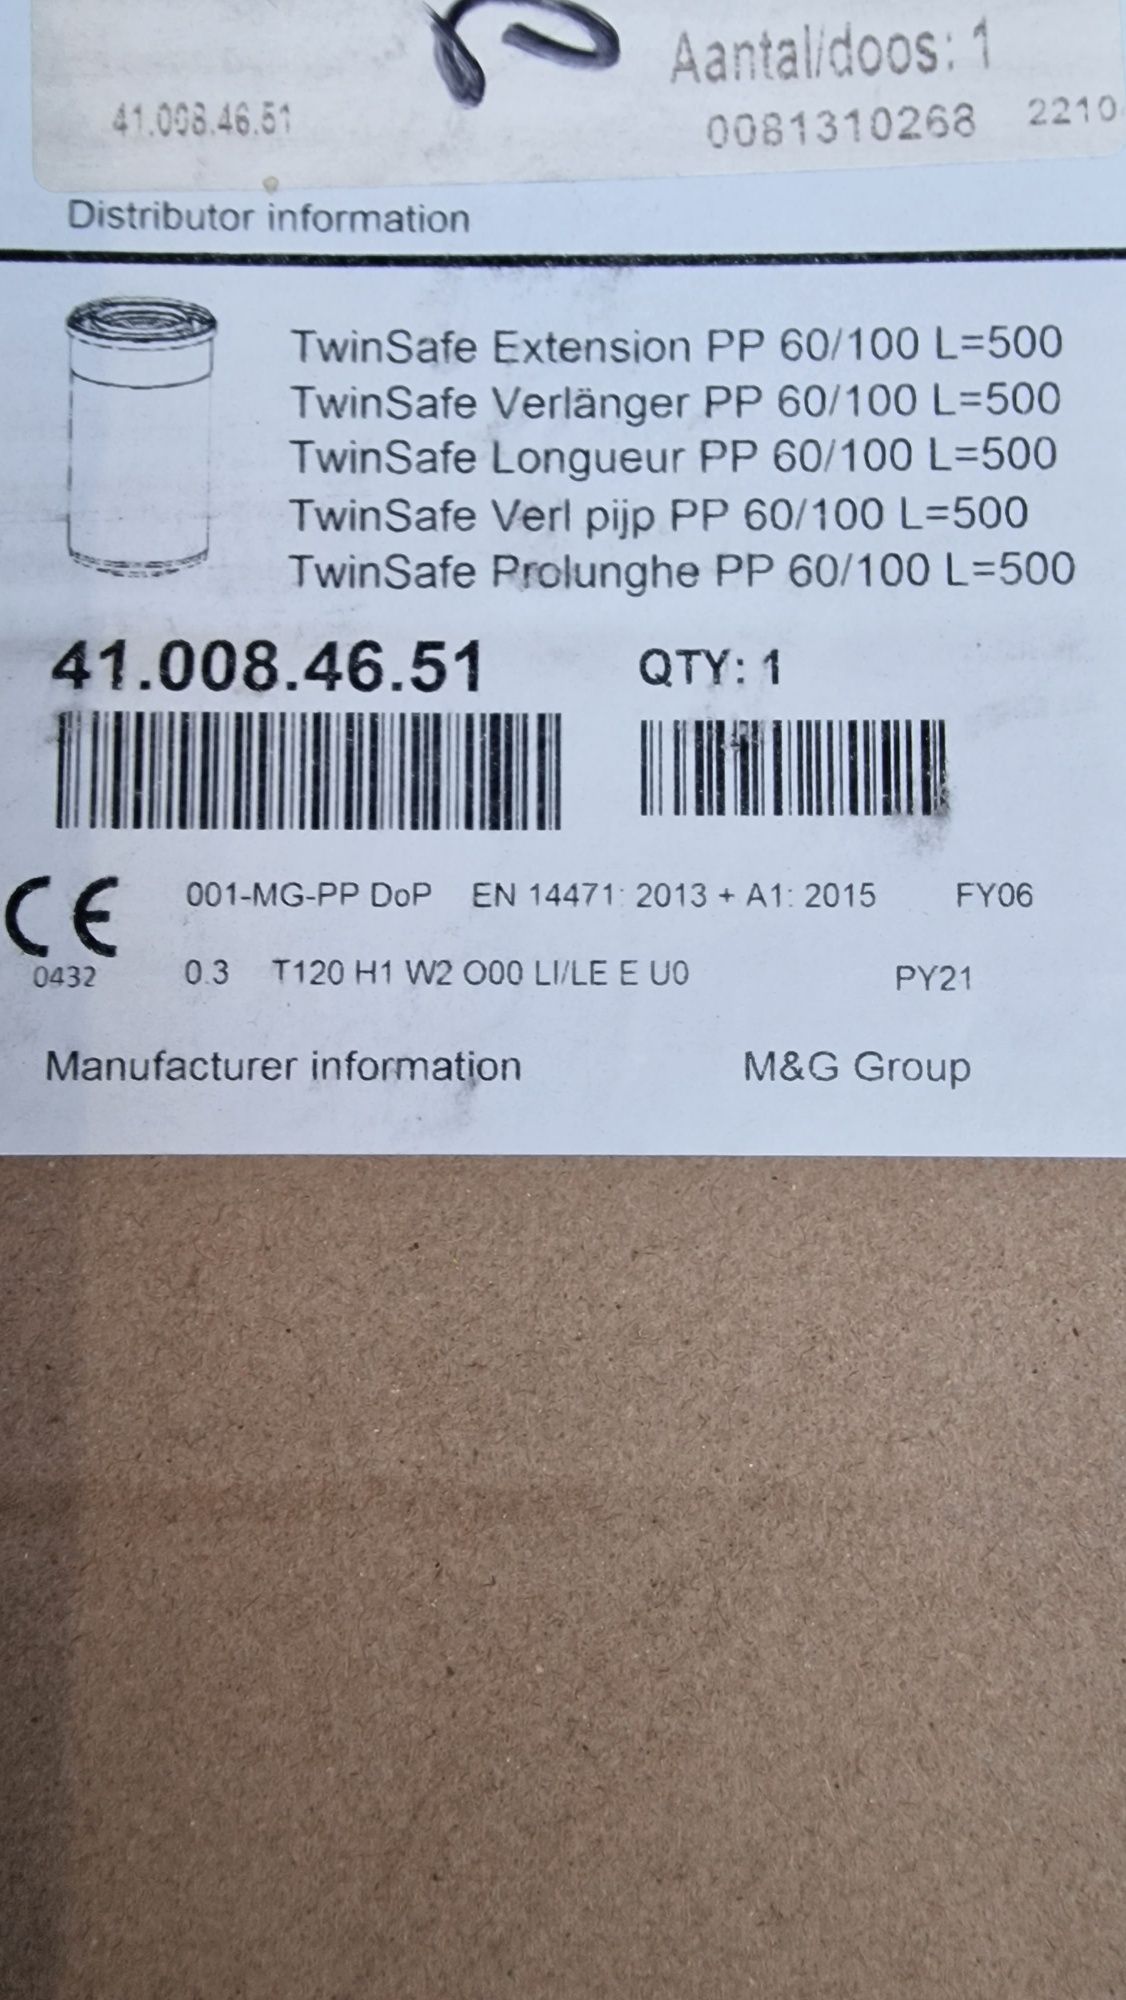 Aantal/doos: 1
41.008.46.51
0081310268 2210
Distributor information
TwinSafe Extension PP 60/100 L=500
TwinSafe Verlänger PP 60/100 L=500
TwinSafe Longueur PP 60/100 L=500
TwinSafe Verl pijp PP 60/100 L=500
TwinSafe Prolunghe PP 60/100 L=500
41.008.46.51 QTY: 1
CE 001-MG-PP DoP EN 14471: 2013 + A1: 2015 FY06
0432 0.3 T120 H1 W2 O00 LI/LE E U0 PY21
Manufacturer information M&G Group